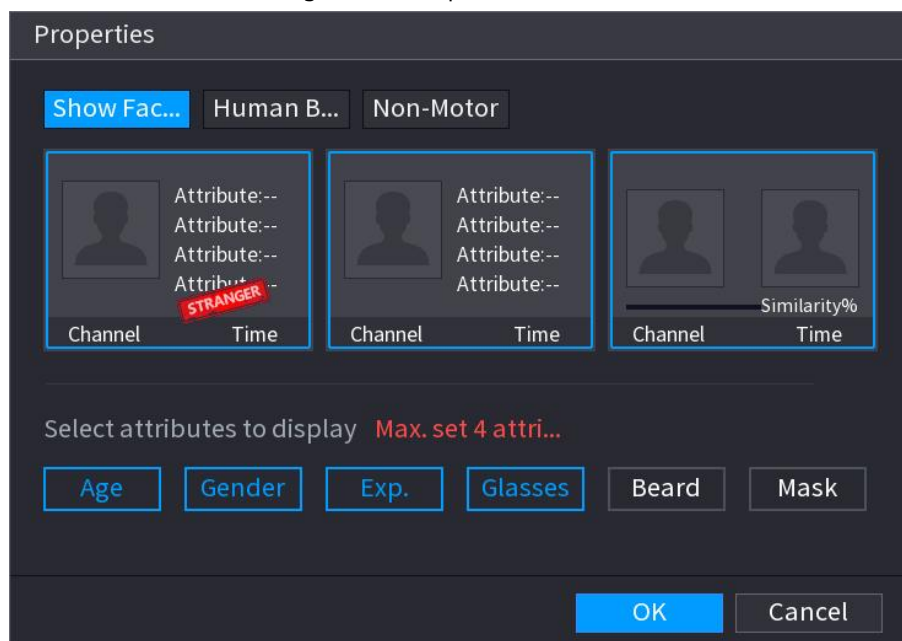 Properties
Show Fac... Human B... Non-Motor
Attribute:-- Attribute:--
Attribute:-- Attribute:--
Attribute:-- Attribute:--
Attribut --  Attribute:--
STRANGER
Similarity%
Channel Time Channel Time Channel Time
Select attributes to display Max. set 4 attri...
Age Gender Exp. Glasses Beard Mask
OK Cancel